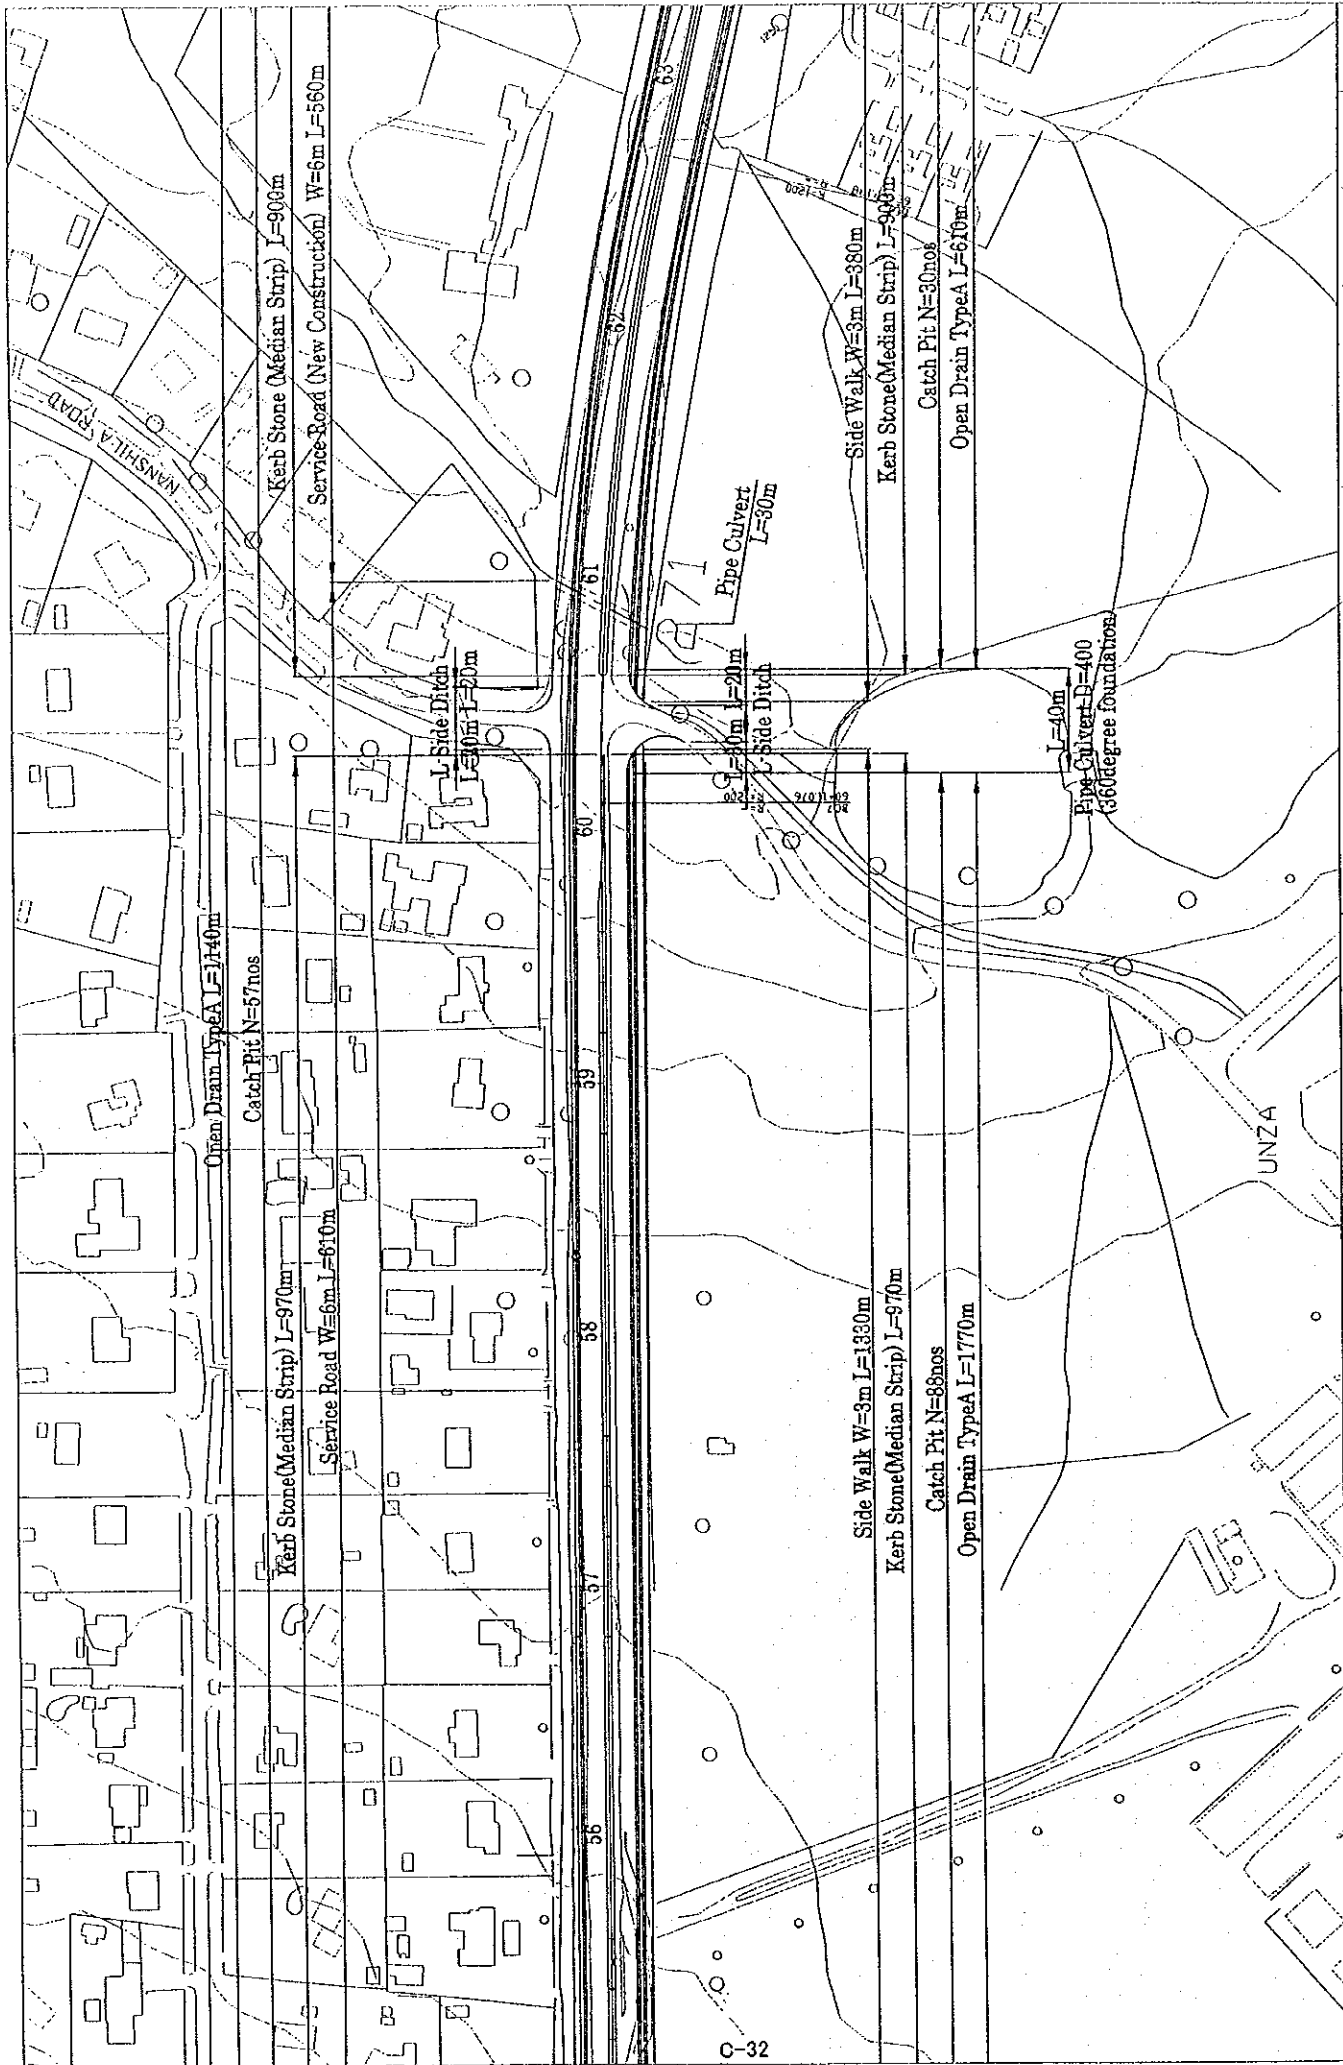 NANSHILA ROAD
Kerb Stone (Median Strip) L=900m
Service Road (New Construction) W=6m L=560m
63
62
61
60
59
58
57
56
Side Walk W=3m L=380m
Kerb Stone(Median Strip) L=900m
Catch Pit N=30nos
Open Drain TypeA L=610m
Pipe Culvert
L=30m
L-Side Ditch
L=20m
L=20m
L-Side Ditch
L=40m
Pipe Culvert D=400
(360degree foundation)
Open Drain TypeA L=1140m
Catch Pit N=57nos
Kerb Stone(Median Strip) L=970m
Service Road W=6m L=610m
Side Walk W=3m L=1330m
Kerb Stone(Median Strip) L=970m
Catch Pit N=88nos
Open Drain TypeA L=1770m
UNZA
C-32